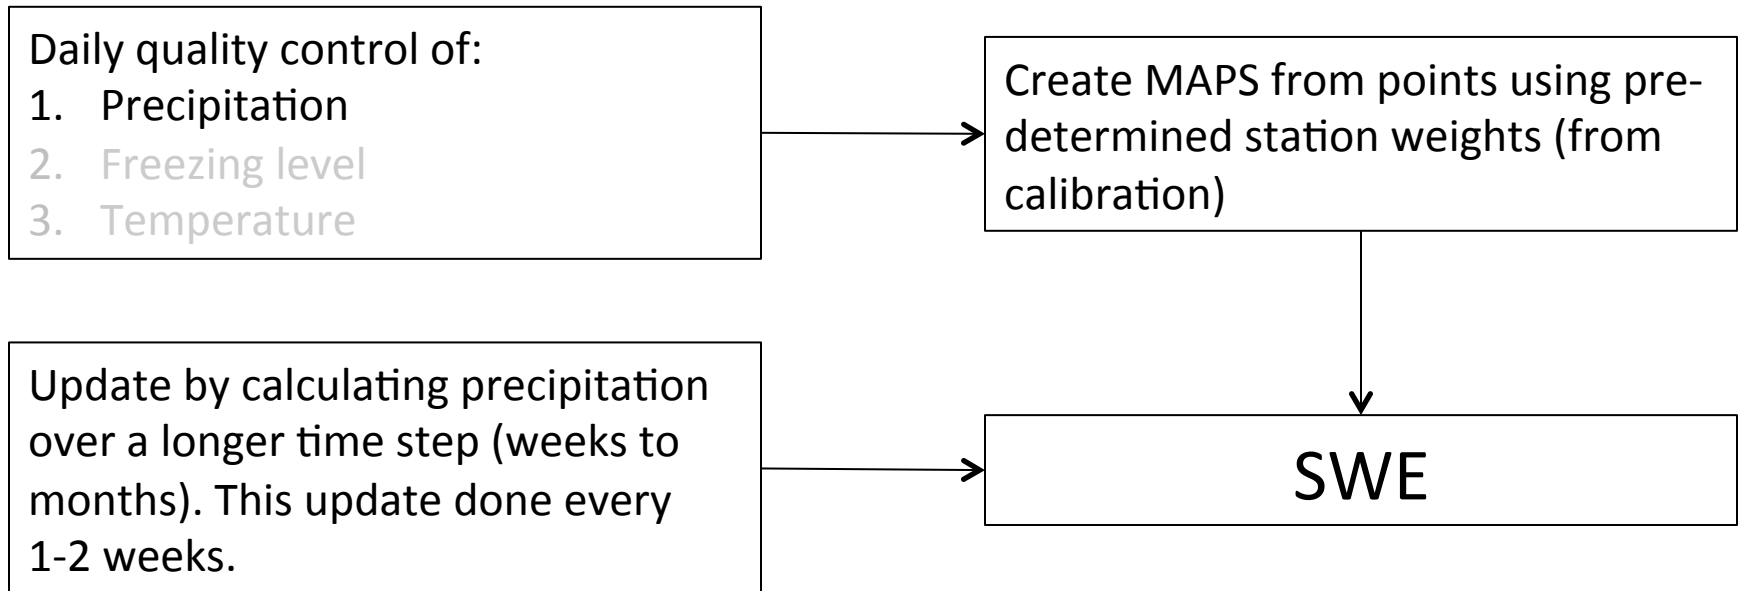 Daily quality control of:
1. Precipitation
2. Freezing level
3. Temperature
Create MAPS from points using pre-
determined station weights (from
calibration)
Update by calculating precipitation
over a longer time step (weeks to
months). This update done every
1-2 weeks.
SWE